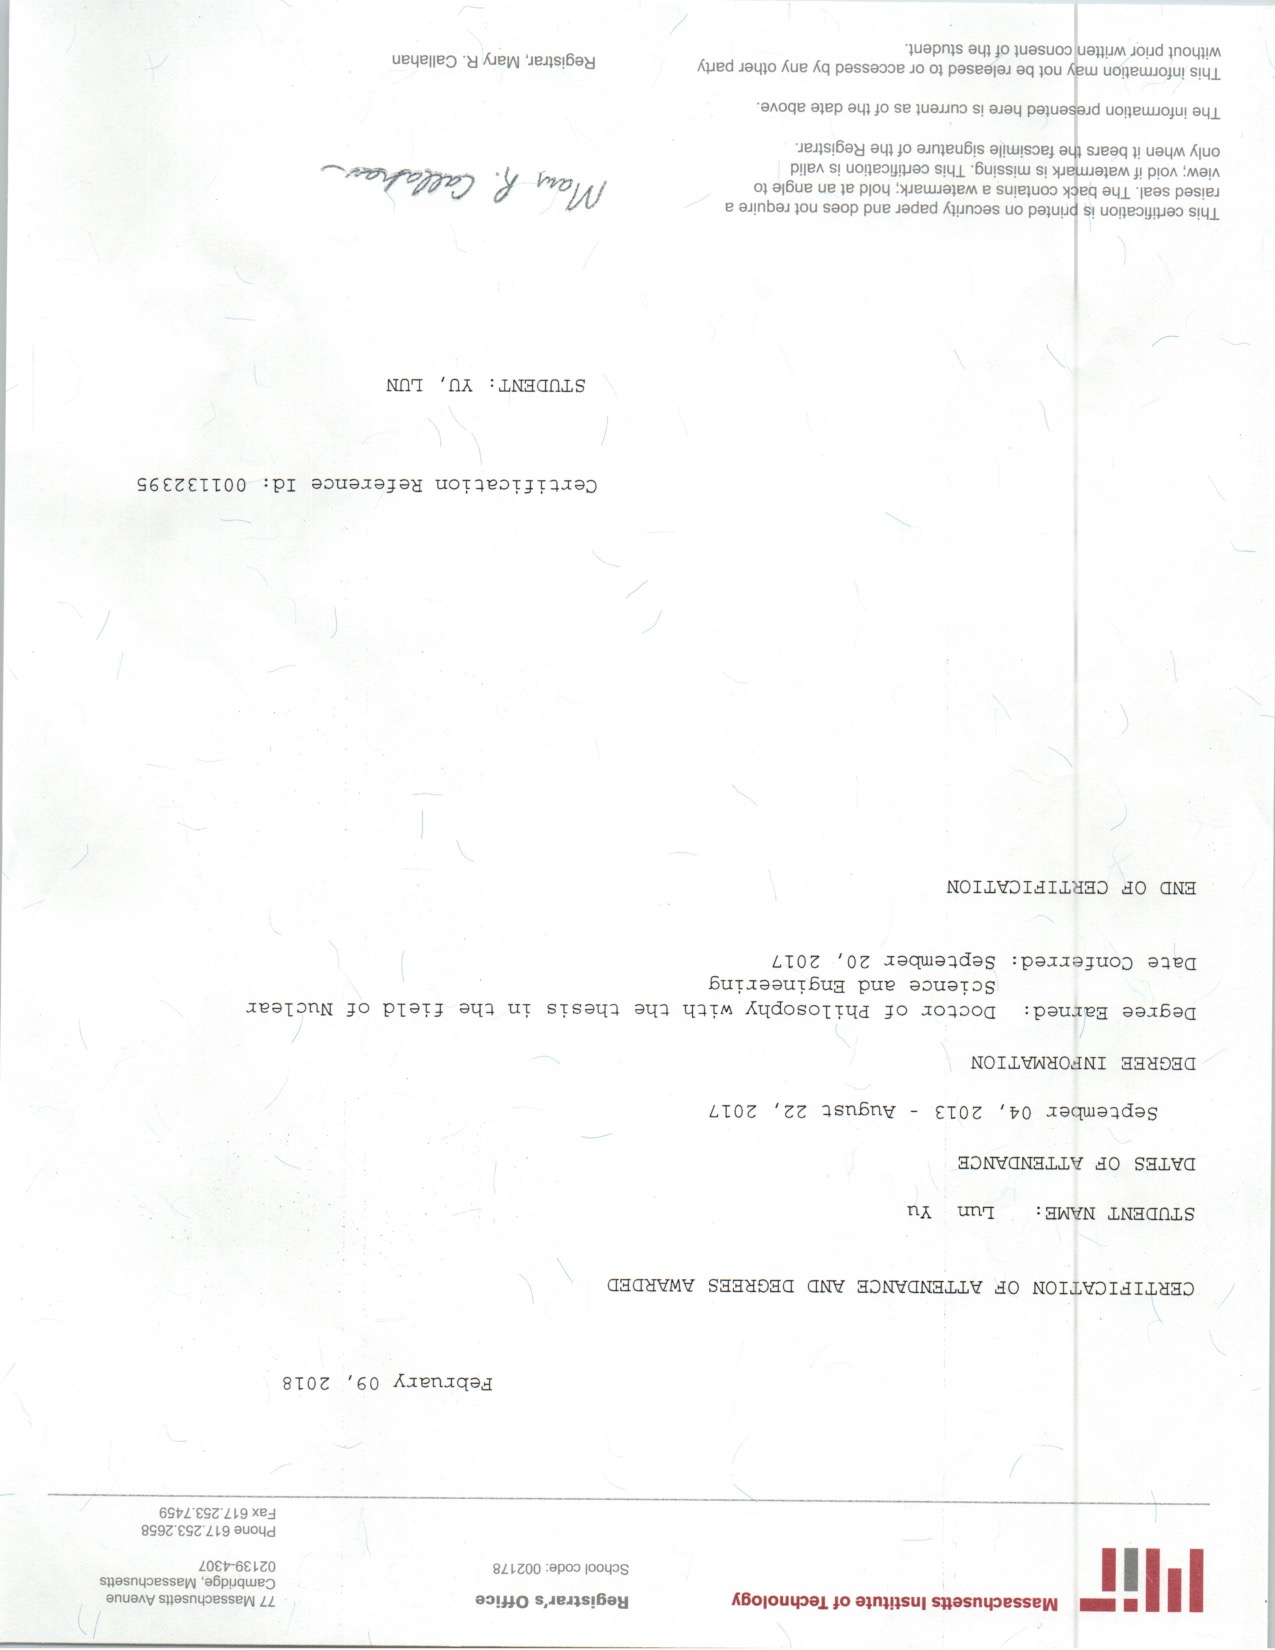 Massachusetts Institute of Technology
Registrar's Office
School code: 002178
77 Massachusetts Avenue
Cambridge, Massachusetts
02139-4307
Phone 617.253.2658
Fax 617.253.7459
February 09, 2018
CERTIFICATION OF ATTENDANCE AND DEGREES AWARDED
STUDENT NAME: Lun Yu
DATES OF ATTENDANCE
September 04, 2013 - August 22, 2017
DEGREE INFORMATION
Degree Earned: Doctor of Philosophy with the thesis in the field of Nuclear
Science and Engineering
Date Conferred: September 20, 2017
END OF CERTIFICATION
Certification Reference Id: 001132395
STUDENT: YU, LUN
This certification is printed on security paper and does not require a
raised seal. The back contains a watermark; hold at an angle to
view; void if watermark is missing. This certification is valid
only when it bears the facsimile signature of the Registrar.
The information presented here is current as of the date above.
This information may not be released to or accessed by any other party
without prior written consent of the student.
Mary R. Callahan
Registrar, Mary R. Callahan